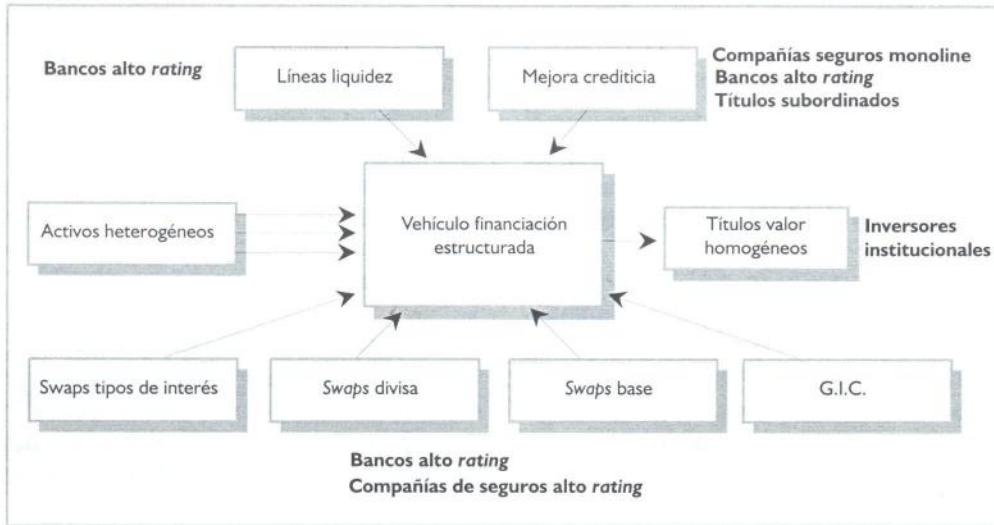 Bancos alto rating
Líneas liquidez
Mejora crediticia
Compañías seguros monoline
Bancos alto rating
Títulos subordinados
Activos heterogéneos
Vehículo financiación
estructurada
Títulos valor
homogéneos
Inversores
institucionales
Swaps tipos de interés
Swaps divisa
Swaps base
G.I.C.
Bancos alto rating
Compañías de seguros alto rating